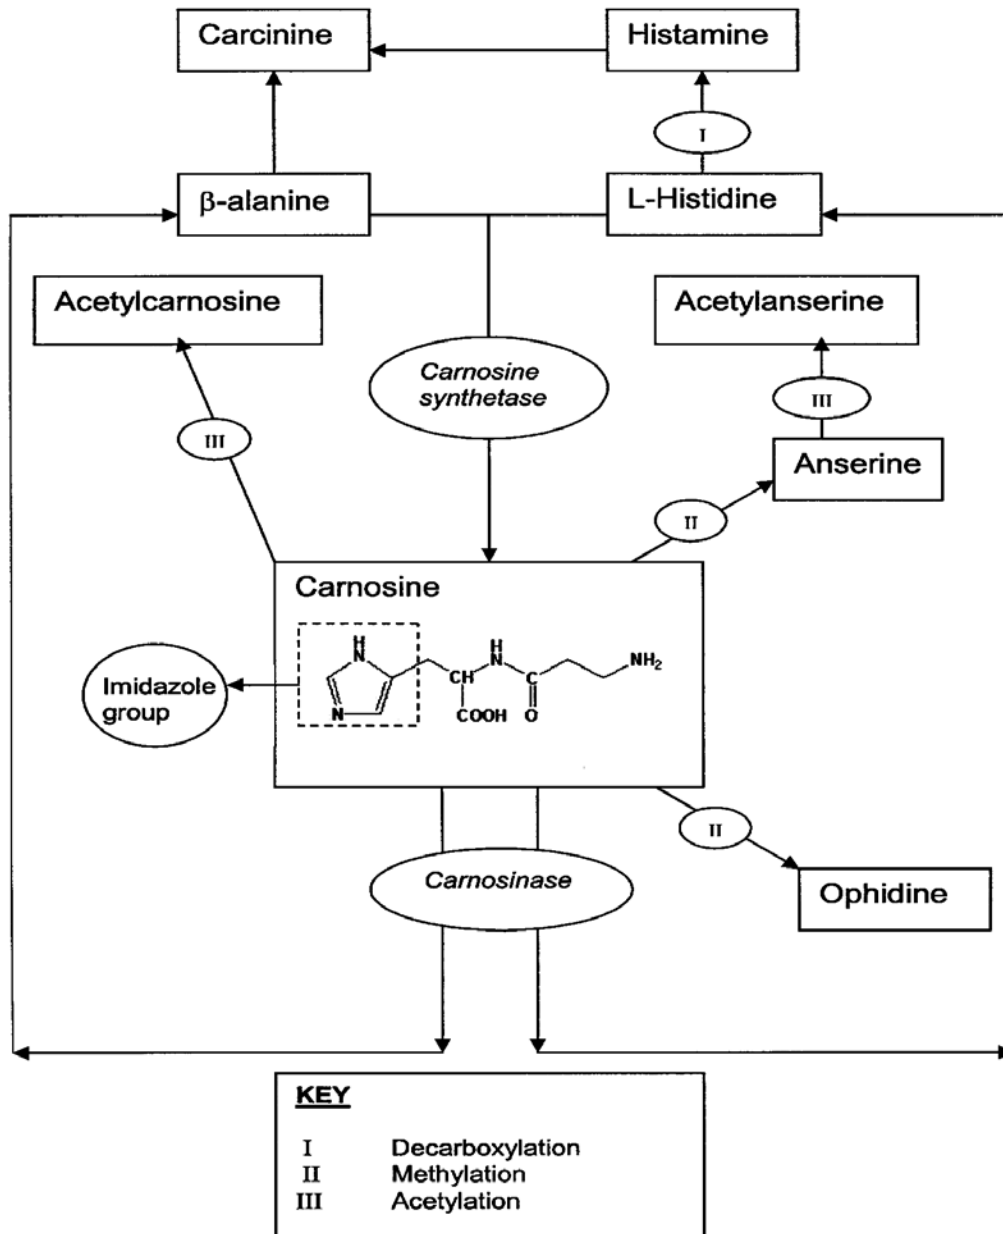 Carcinine
Histamine
I
β-alanine
L-Histidine
Acetylcarnosine
Acetylanserine
Carnosine
synthetase
III
III
Anserine
II
Carnosine
H
N
N
CH
COOH
H
N
C
O
NH₂
Imidazole
group
II
Carnosinase
Ophidine
KEY
I Decarboxylation
II Methylation
III Acetylation